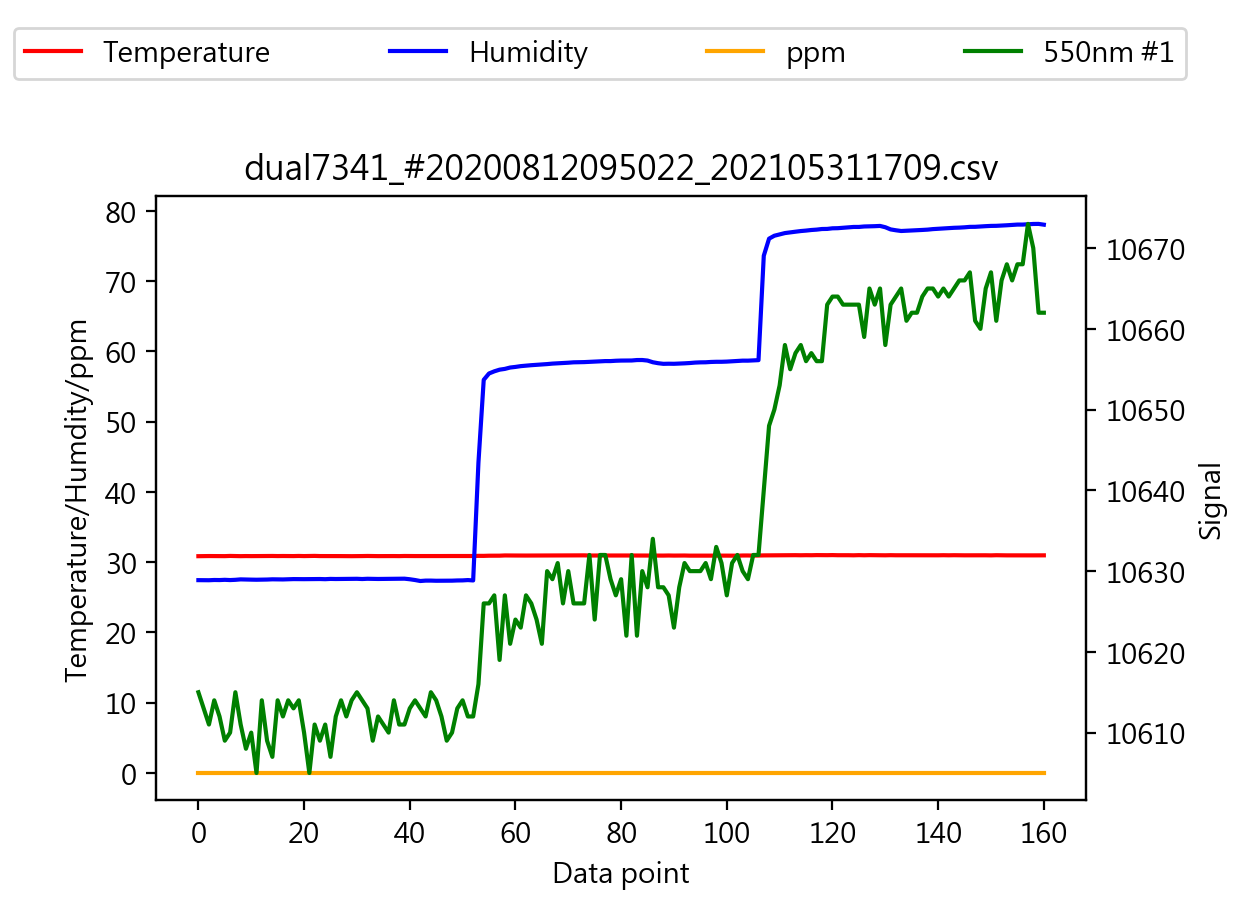 Temperature Humidity ppm 550nm #1
dual7341_#20200812095022_202105311709.csv
Temperature/Humdity/ppm
80
70
60
50
40
30
20
10
0
10670
10660
10650
10640
10630
10620
10610
Signal
0 20 40 60 80 100 120 140 160
Data point